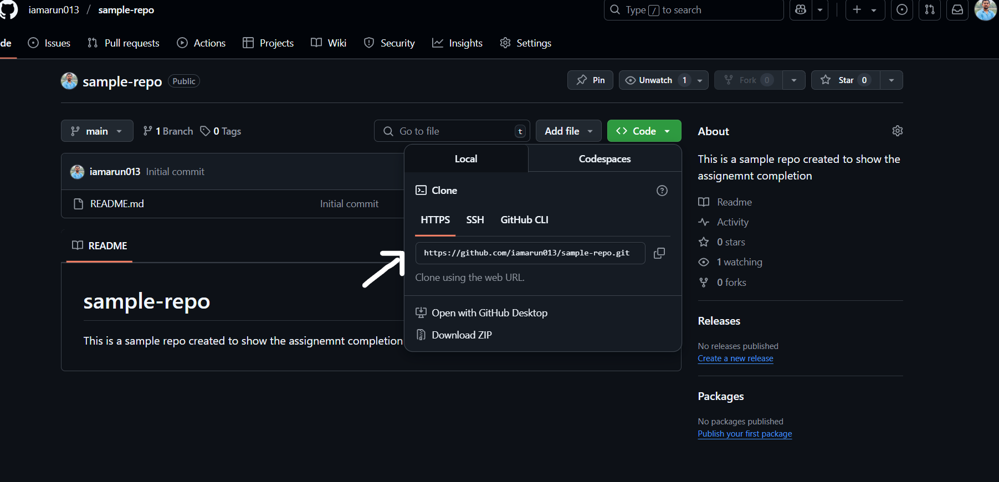 iamarun013 / sample-repo
Type / to search
de Issues Pull requests Actions Projects Wiki Security Insights Settings
sample-repo Public
Pin Unwatch 1 Fork 0 Star 0
main 1 Branch 0 Tags Go to file t Add file Code
iamarun013 Initial commit
README.md Initial commit
README
sample-repo
This is a sample repo created to show the assignemnt completion
Local Codespaces
Clone
HTTPS SSH GitHub CLI
https://github.com/iamarun013/sample-repo.git
Clone using the web URL.
Open with GitHub Desktop
Download ZIP
About
This is a sample repo created to show the
assignemnt completion
Readme
Activity
0 stars
1 watching
0 forks
Releases
No releases published
Create a new release
Packages
No packages published
Publish your first package